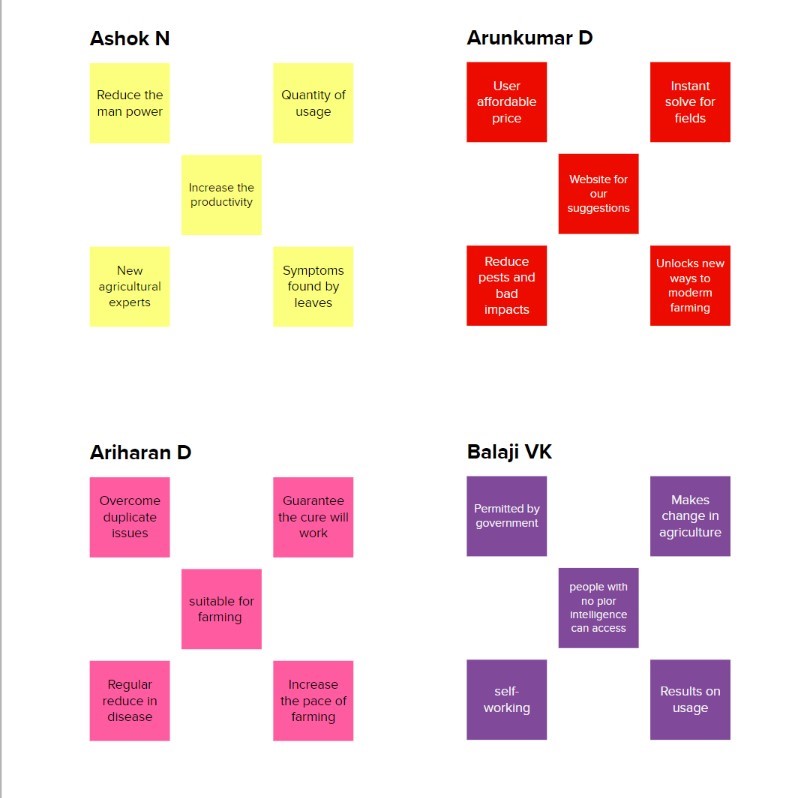 Ashok N
Reduce the
man power
Quantity of
usage
Increase the
productivity
New
agricultural
experts
Symptoms
found by
leaves
Arunkumar D
User
affordable
price
Instant
solve for
fields
Website for
our
suggestions
Reduce
pests and
bad
impacts
Unlocks new
ways to
moderm
farming
Ariharan D
Overcome
duplicate
issues
Guarantee
the cure will
work
suitable for
farming
Regular
reduce in
disease
Increase
the pace of
farming
Balaji VK
Permitted by
government
Makes
change in
agriculture
people with
no pior
intelligence
can access
self-
working
Results on
usage